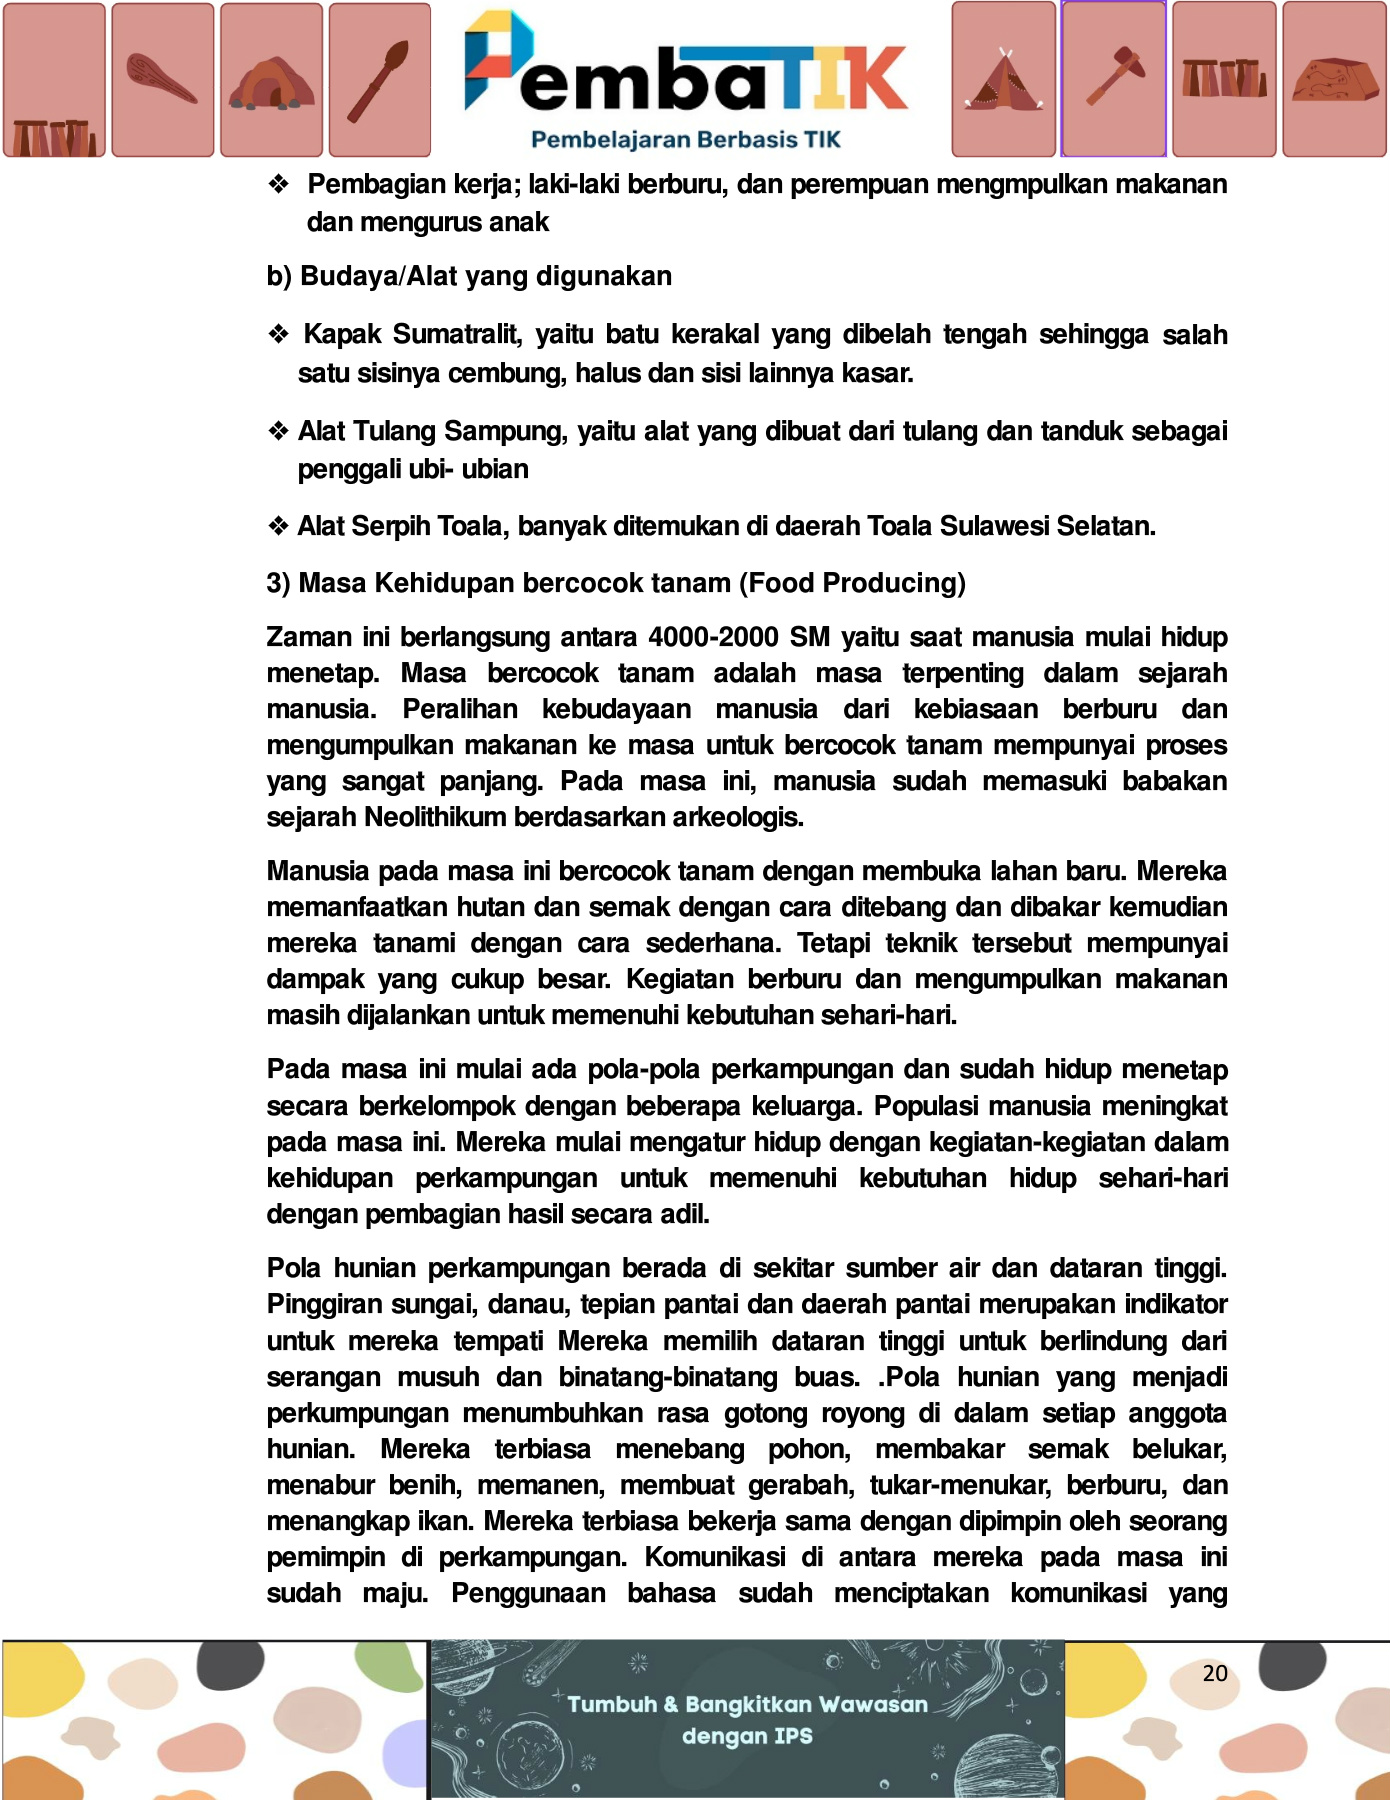 PembaTIK
Pembelajaran Berbasis TIK
❖ Pembagian kerja; laki-laki berburu, dan perempuan mengmpulkan makanan
dan mengurus anak
b) Budaya/Alat yang digunakan
❖ Kapak Sumatralit, yaitu batu kerakal yang dibelah tengah sehingga salah
satu sisinya cembung, halus dan sisi lainnya kasar.
❖ Alat Tulang Sampung, yaitu alat yang dibuat dari tulang dan tanduk sebagai
penggali ubi- ubian
❖ Alat Serpih Toala, banyak ditemukan di daerah Toala Sulawesi Selatan.
3) Masa Kehidupan bercocok tanam (Food Producing)
Zaman ini berlangsung antara 4000-2000 SM yaitu saat manusia mulai hidup
menetap. Masa bercocok tanam adalah masa terpenting dalam sejarah
manusia. Peralihan kebudayaan manusia dari kebiasaan berburu dan
mengumpulkan makanan ke masa untuk bercocok tanam mempunyai proses
yang sangat panjang. Pada masa ini, manusia sudah memasuki babakan
sejarah Neolithikum berdasarkan arkeologis.
Manusia pada masa ini bercocok tanam dengan membuka lahan baru. Mereka
memanfaatkan hutan dan semak dengan cara ditebang dan dibakar kemudian
mereka tanami dengan cara sederhana. Tetapi teknik tersebut mempunyai
dampak yang cukup besar. Kegiatan berburu dan mengumpulkan makanan
masih dijalankan untuk memenuhi kebutuhan sehari-hari.
Pada masa ini mulai ada pola-pola perkampungan dan sudah hidup menetap
secara berkelompok dengan beberapa keluarga. Populasi manusia meningkat
pada masa ini. Mereka mulai mengatur hidup dengan kegiatan-kegiatan dalam
kehidupan perkampungan untuk memenuhi kebutuhan hidup sehari-hari
dengan pembagian hasil secara adil.
Pola hunian perkampungan berada di sekitar sumber air dan dataran tinggi.
Pinggiran sungai, danau, tepian pantai dan daerah pantai merupakan indikator
untuk mereka tempati Mereka memilih dataran tinggi untuk berlindung dari
serangan musuh dan binatang-binatang buas. .Pola hunian yang menjadi
perkumpungan menumbuhkan rasa gotong royong di dalam setiap anggota
hunian. Mereka terbiasa menebang pohon, membakar semak belukar,
menabur benih, memanen, membuat gerabah, tukar-menukar, berburu, dan
menangkap ikan. Mereka terbiasa bekerja sama dengan dipimpin oleh seorang
pemimpin di perkampungan. Komunikasi di antara mereka pada masa ini
sudah maju. Penggunaan bahasa sudah menciptakan komunikasi yang
20
Tumbuh & Bangkitkan Wawasan
dengan IPS